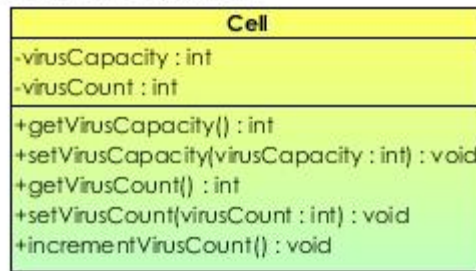 Cell
-virusCapacity : int
-virusCount : int
+getVirusCapacity() : int
+setVirusCapacity(virusCapacity : int) : void
+getVirusCount() : int
+setVirusCount(virusCount : int) : void
+incrementVirusCount() : void